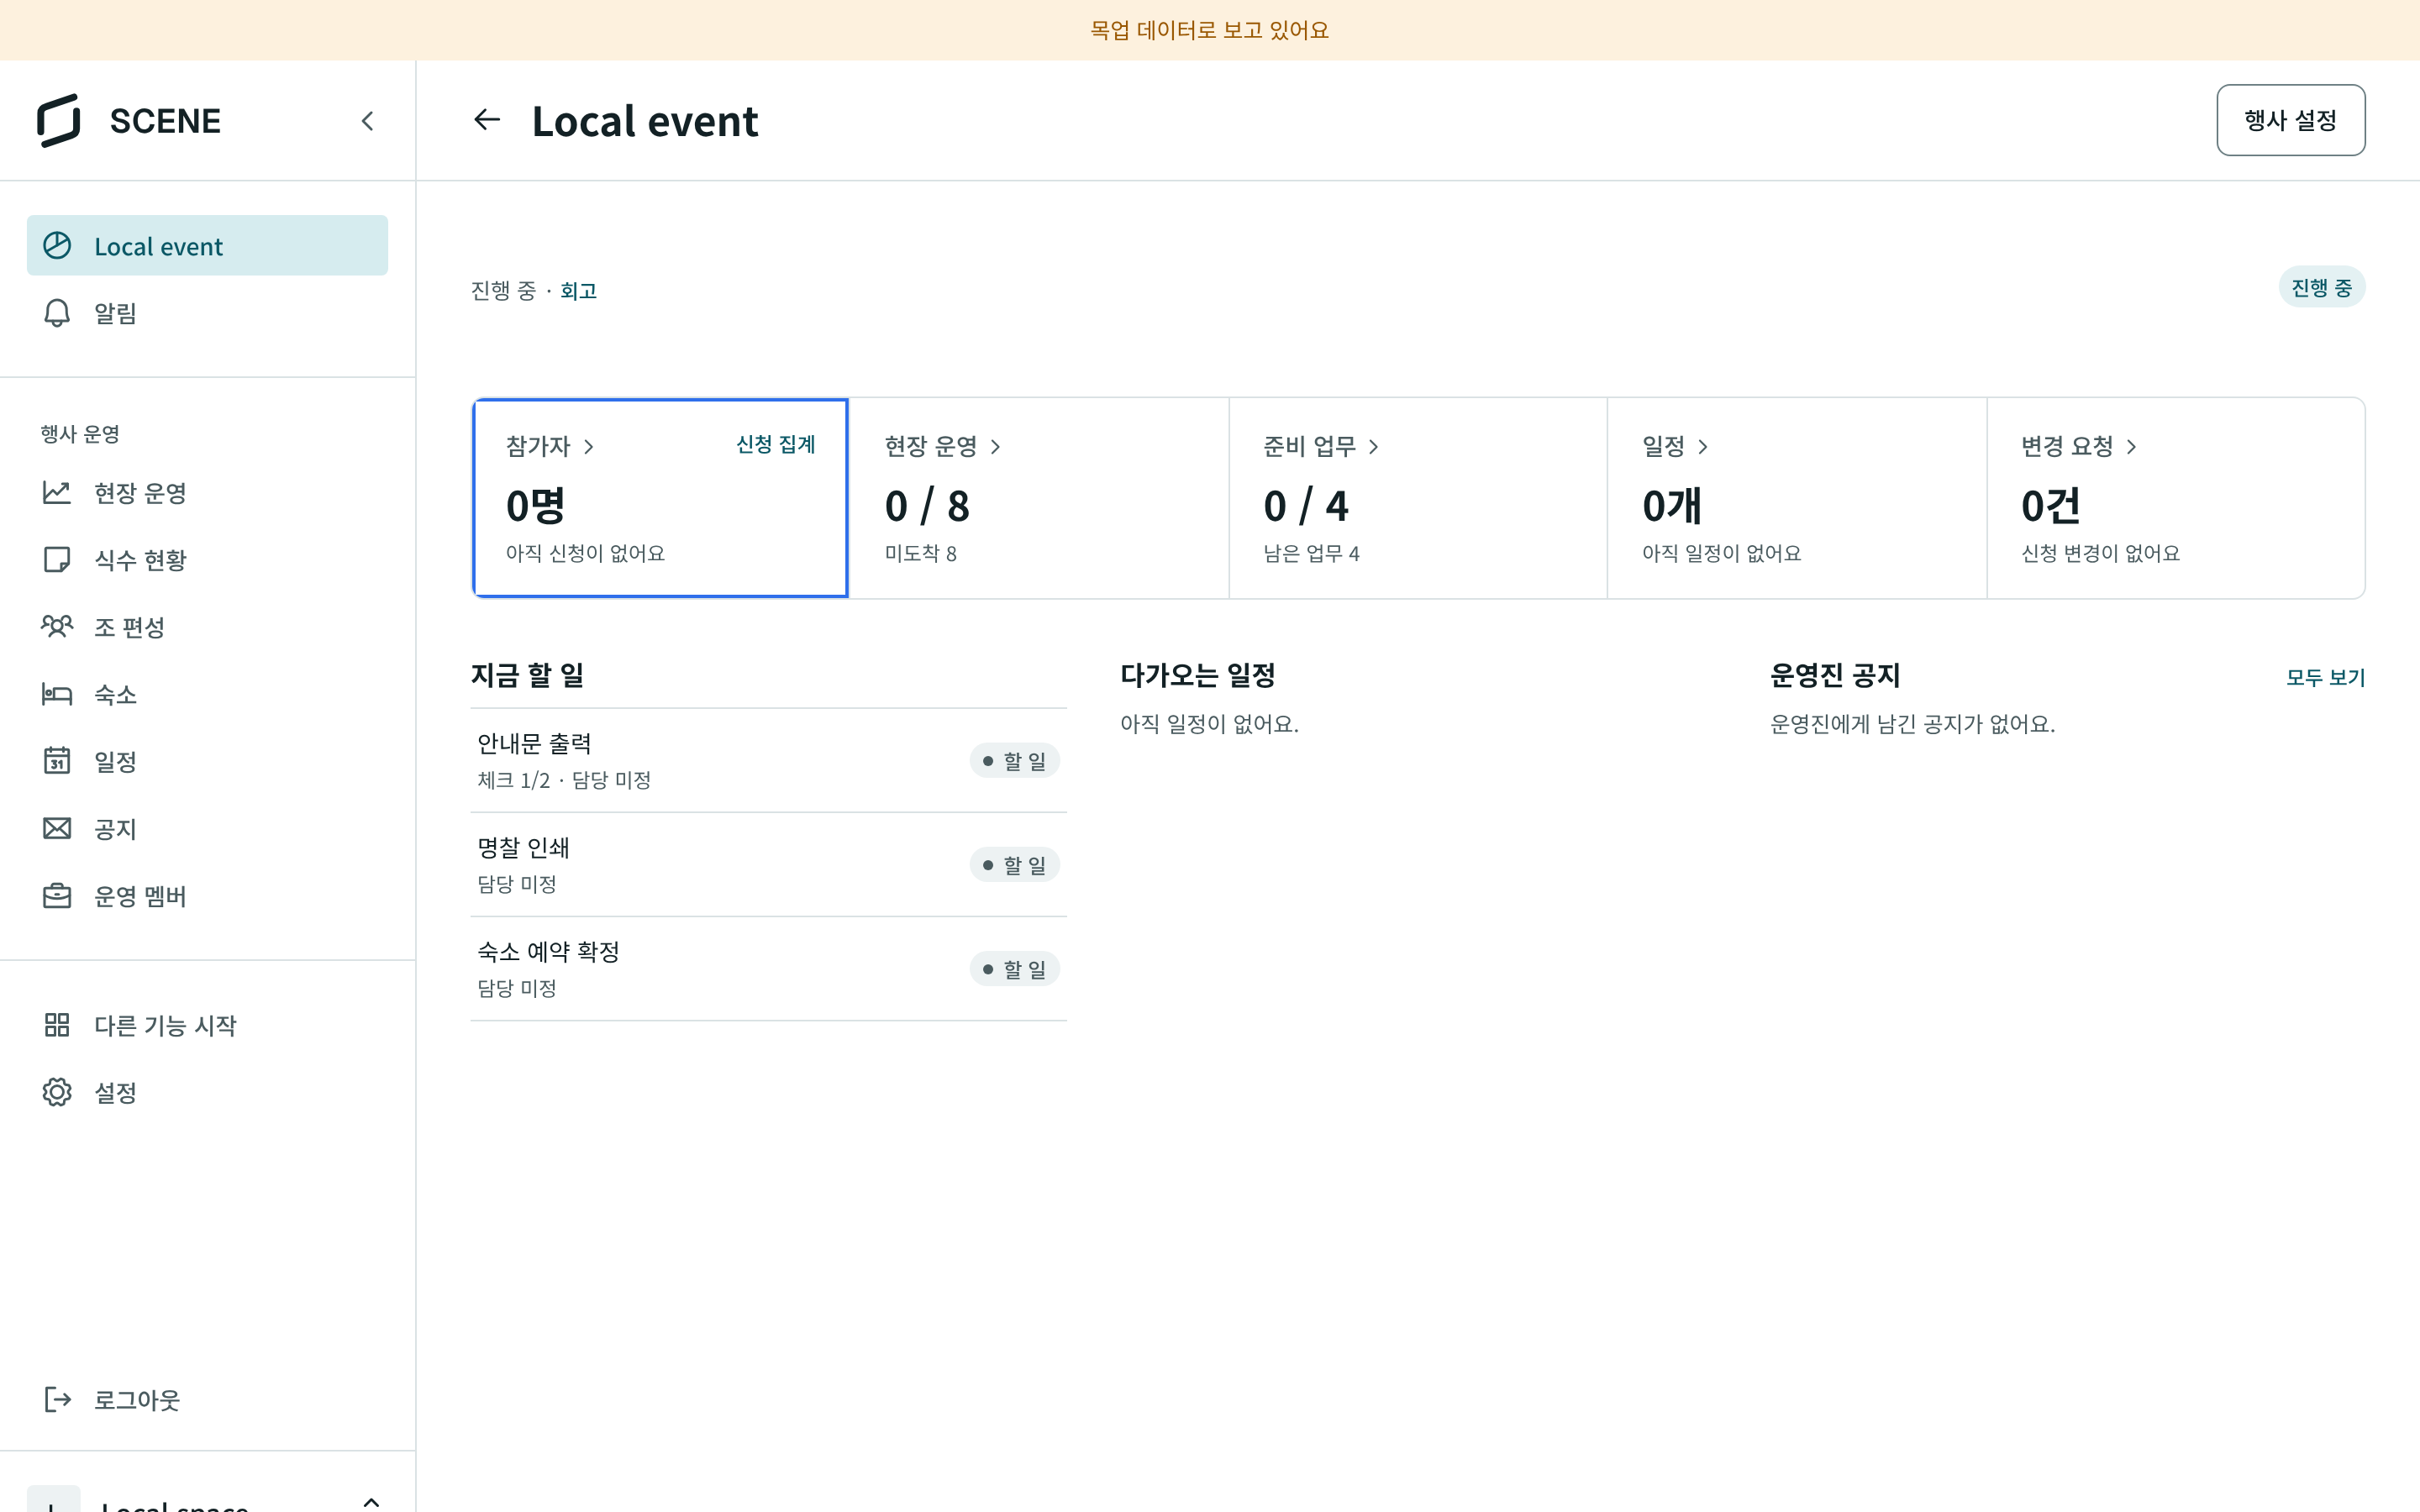 목업 데이터로 보고 있어요
SCENE
Local event
행사 설정
Local event
알림
진행 중 · 회고
진행 중
행사 운영
현장 운영
식수 현황
조 편성
숙소
일정
공지
운영 멤버
다른 기능 시작
설정
로그아웃
Local space
참가자
신청 집계
0명
아직 신청이 없어요
현장 운영
0 / 8
미도착 8
준비 업무
0 / 4
남은 업무 4
일정
0개
아직 일정이 없어요
변경 요청
0건
신청 변경이 없어요
지금 할 일
안내문 출력
체크 1/2 · 담당 미정
할 일
명찰 인쇄
담당 미정
할 일
숙소 예약 확정
담당 미정
할 일
다가오는 일정
아직 일정이 없어요.
운영진 공지
모두 보기
운영진에게 남긴 공지가 없어요.